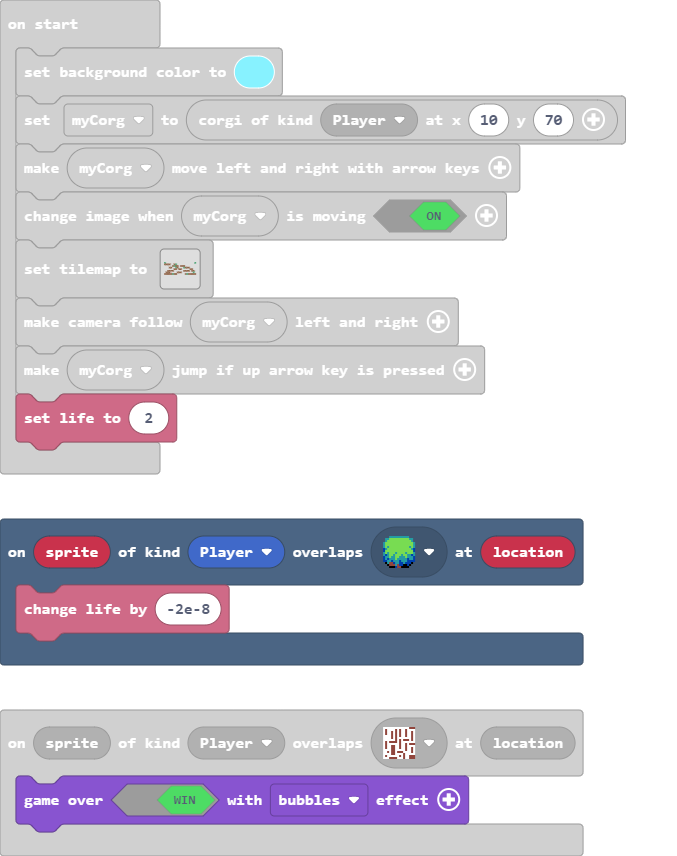 on start
set background color to
set myCorg to corgi of kind Player at x 10 y 70
make myCorg move left and right with arrow keys
change image when myCorg is moving ON
set tilemap to
make camera follow myCorg left and right
make myCorg jump if up arrow key is pressed
set life to 2
on sprite of kind Player overlaps at location
change life by -2e-8
on sprite of kind Player overlaps at location
game over WIN with bubbles effect